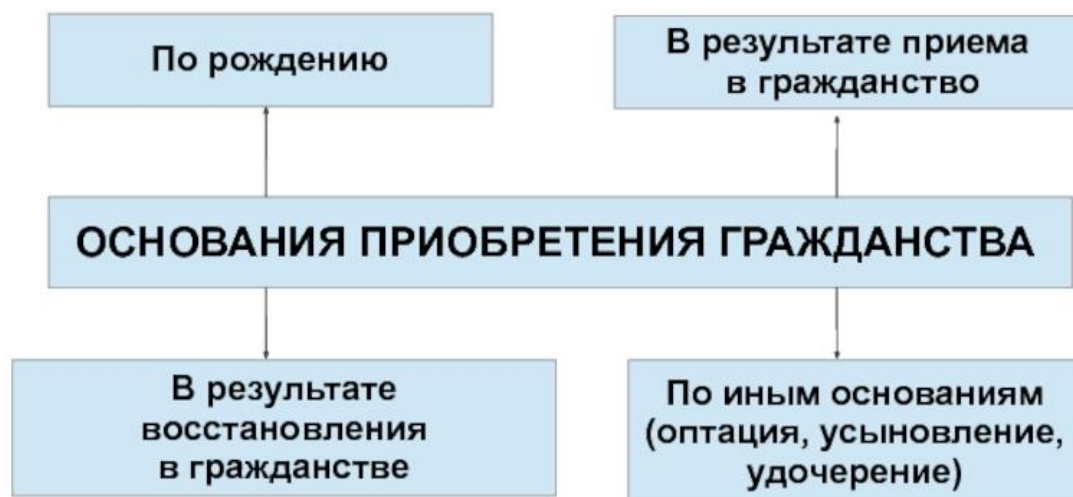 По рождению
В результате приема
в гражданство
ОСНОВАНИЯ ПРИОБРЕТЕНИЯ ГРАЖДАНСТВА
В результате
восстановления
в гражданстве
По иным основаниям
(оптация, усыновление,
удочерение)